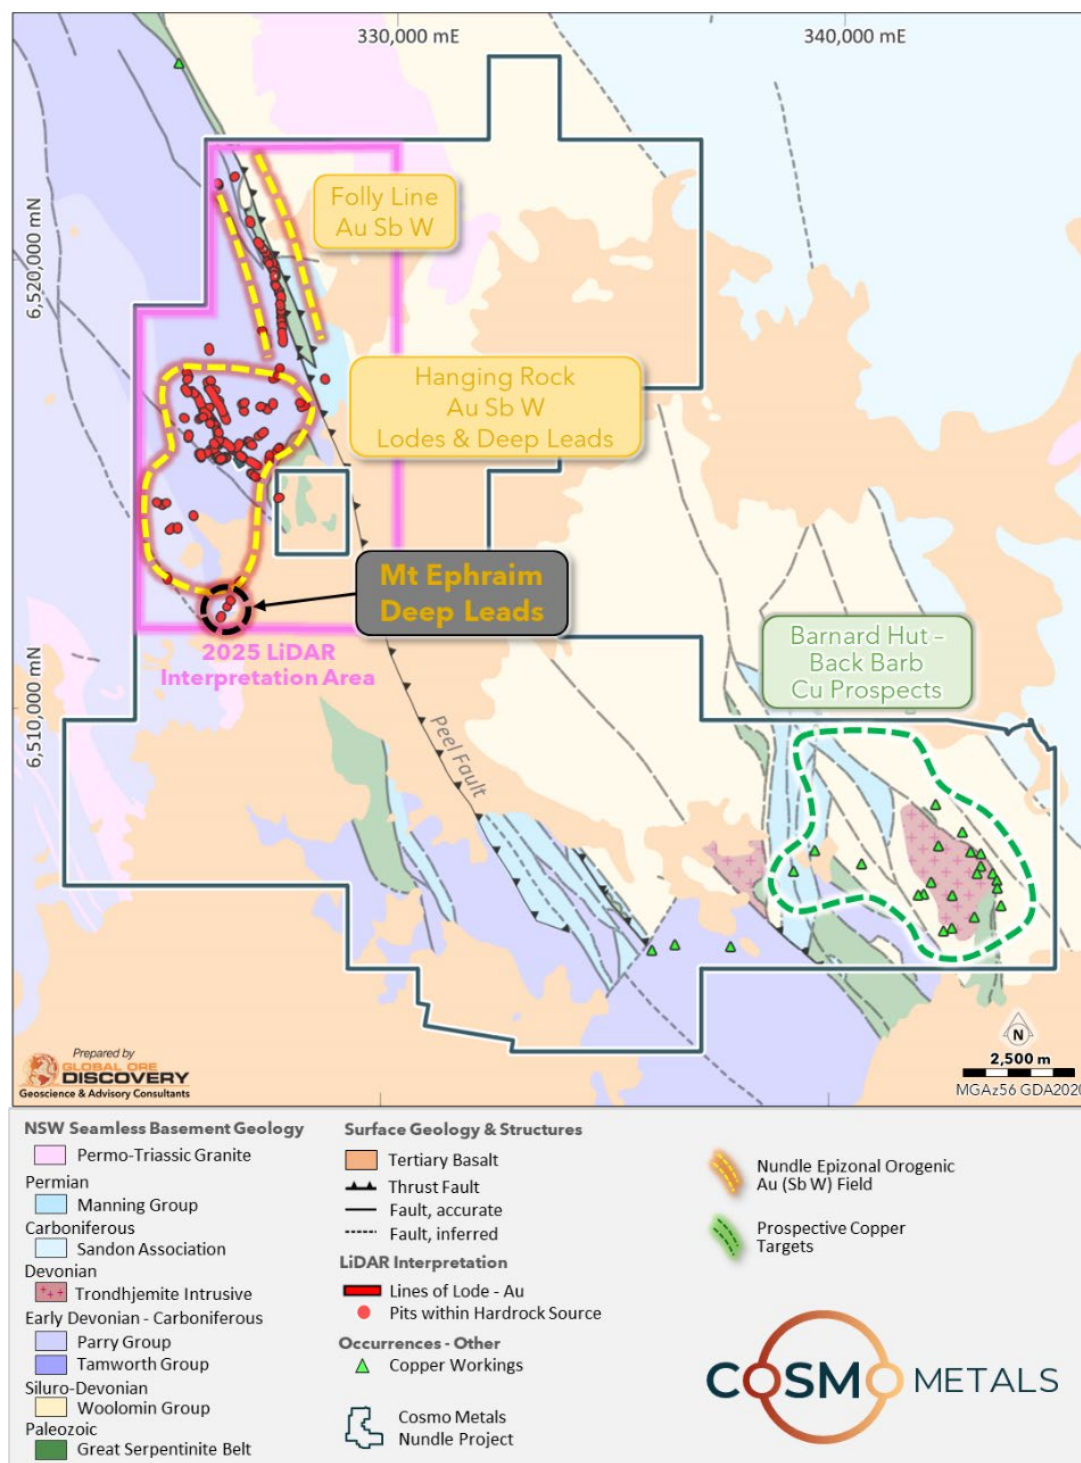 330,000 mE
340,000 mE
6,520,000 mN
Folly Line
Au Sb W
Hanging Rock
Au Sb W
Lodes & Deep Leads
Mt Ephraim
Deep Leads
2025 LiDAR
Interpretation Area
Barnard Hut –
Back Barb
Cu Prospects
6,510,000 mN
Peel Fault
N
2,500 m
MGAz56 GDA2020
Prepared by
GLOBAL ORE
DISCOVERY
Geoscience & Advisory Consultants
NSW Seamless Basement Geology
Permo-Triassic Granite
Permian
Manning Group
Carboniferous
Sandon Association
Devonian
Trondhjemite Intrusive
Early Devonian - Carboniferous
Parry Group
Tamworth Group
Siluro-Devonian
Woolomin Group
Paleozoic
Great Serpentinite Belt
Surface Geology & Structures
Tertiary Basalt
Thrust Fault
Fault, accurate
Fault, inferred
LiDAR Interpretation
Lines of Lode - Au
Pits within Hardrock Source
Occurrences - Other
Copper Workings
Cosmo Metals
Nundle Project
Nundle Epizonal Orogenic
Au (Sb W) Field
Prospective Copper
Targets
COSMO METALS